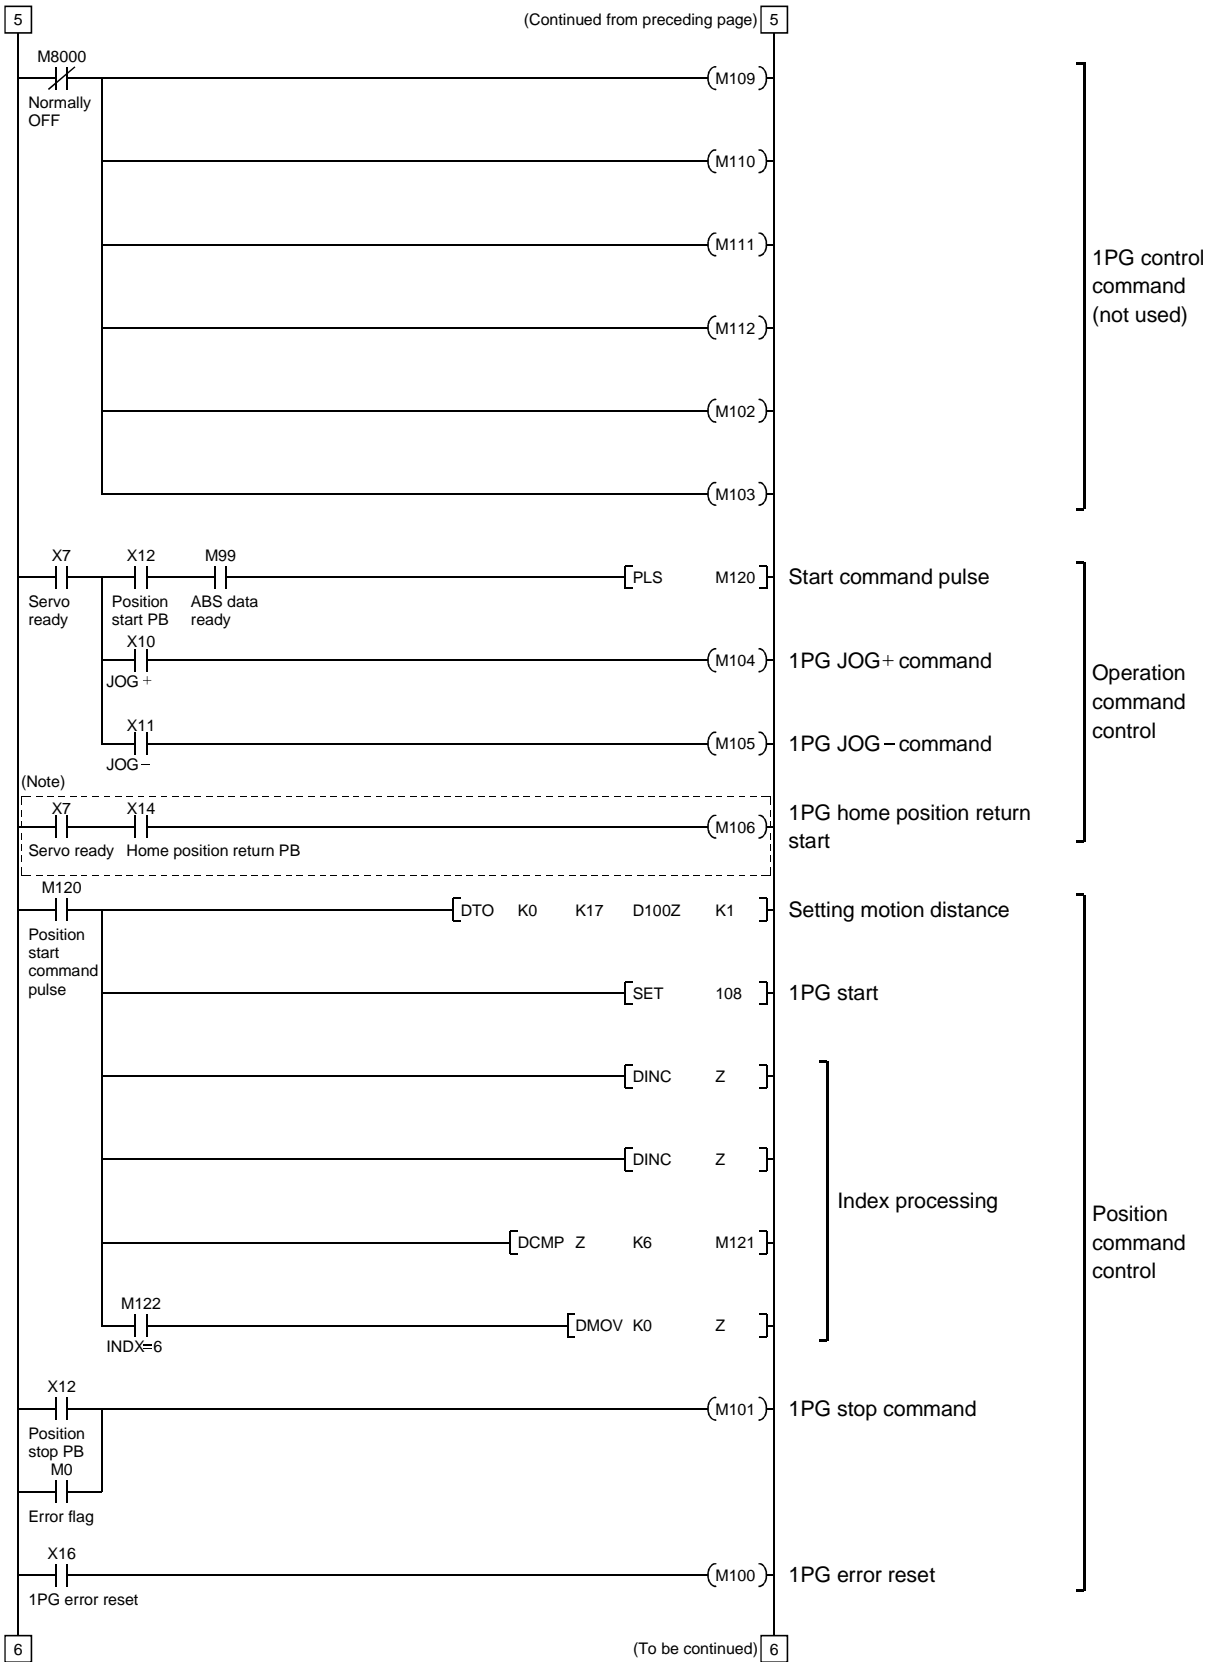 5 (Continued from preceding page) 5
M8000
Normally
OFF
M109
M110
M111
M112
M102
M103
1PG control
command
(not used)
X7 X12 M99
PLS M120 Start command pulse
Servo
ready
Position
start PB
ABS data
ready
X10
JOG+
M104 1PG JOG+ command
X11
JOG−
M105 1PG JOG− command
Operation
command
control
(Note)
X7 X14
M106
Servo ready Home position return PB
1PG home position return
start
M120
DTO K0 K17 D100Z K1 Setting motion distance
Position
start
command
pulse
SET 108 1PG start
DINC Z
DINC Z
Index processing
DCMP Z K6 M121
M122
DMOV K0 Z
INDX=6
Position
command
control
X12
M101 1PG stop command
Position
stop PB
M0
Error flag
X16
M100 1PG error reset
1PG error reset
6 (To be continued) 6